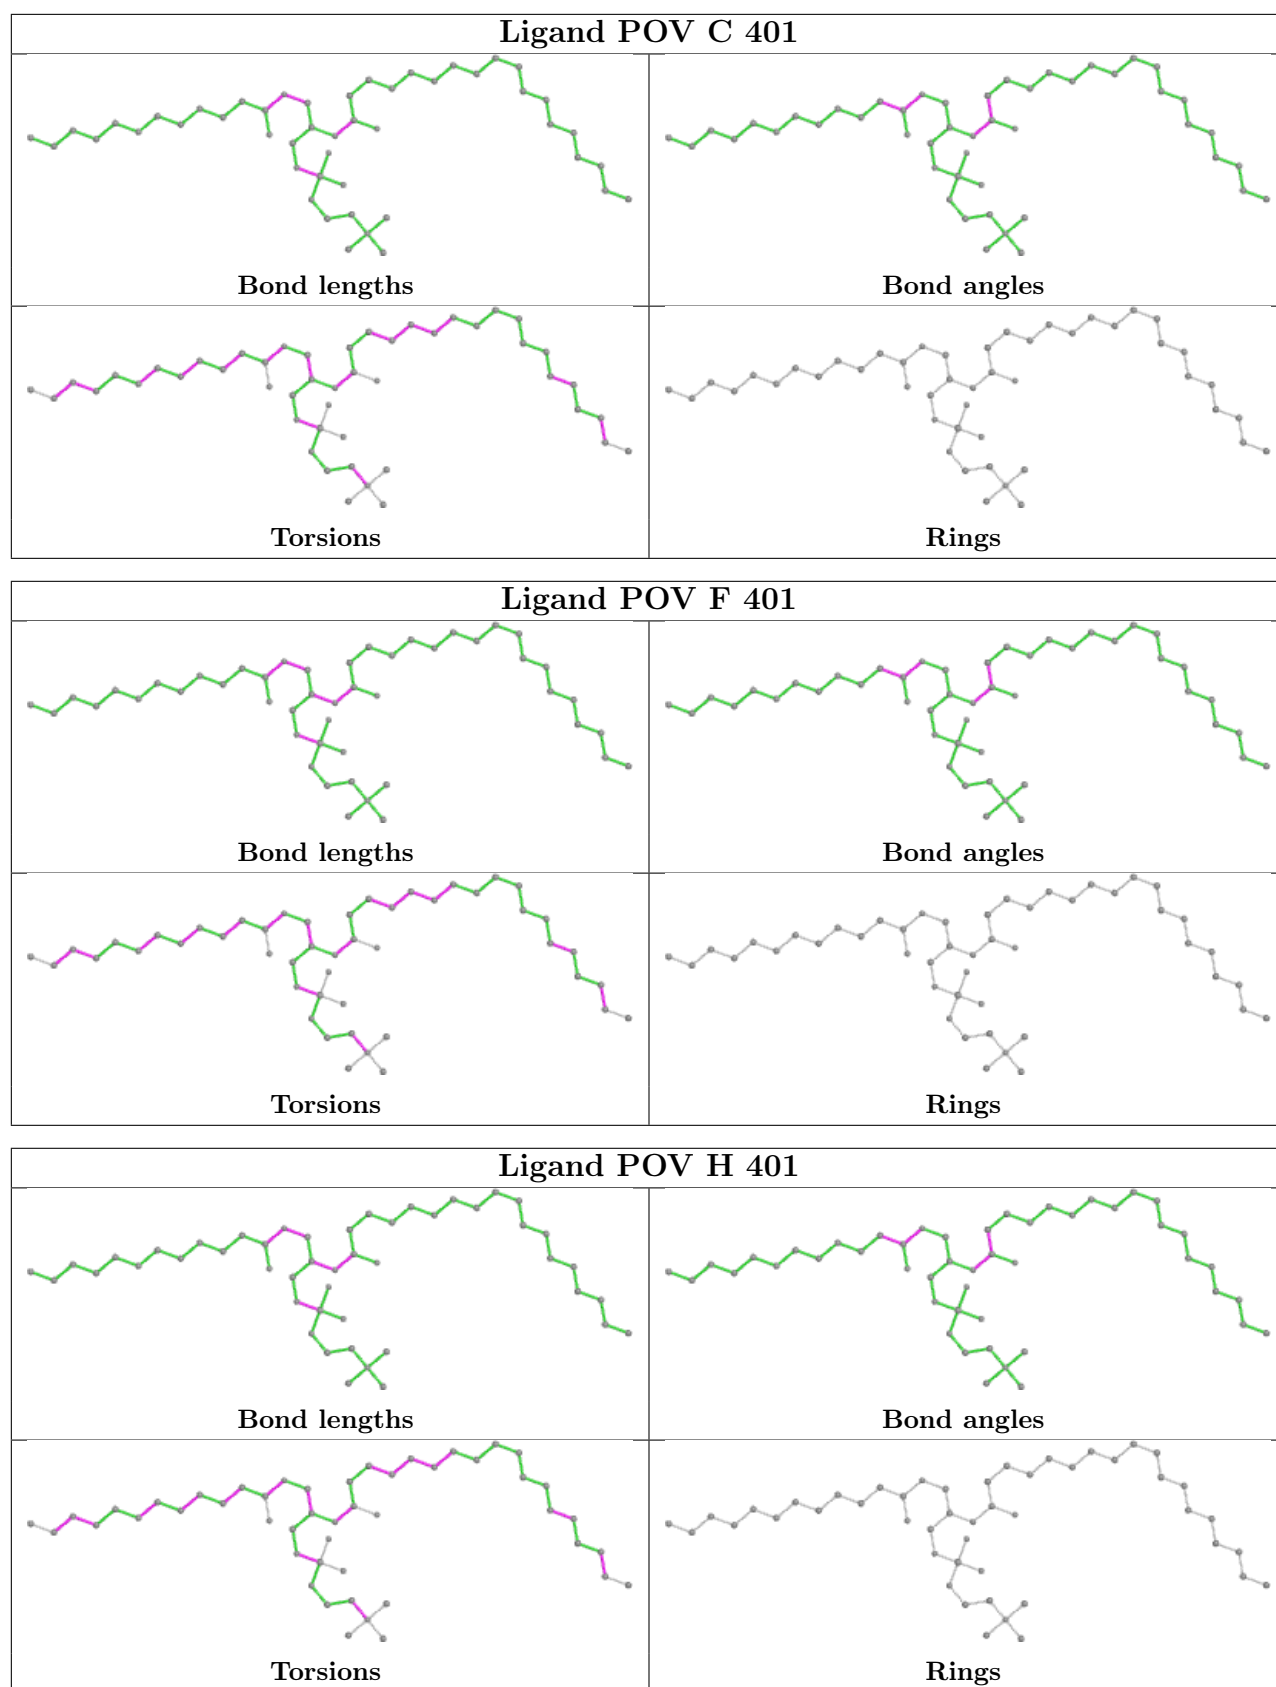 Ligand POV C 401
Bond lengths
Bond angles
Torsions
Rings
Ligand POV F 401
Bond lengths
Bond angles
Torsions
Rings
Ligand POV H 401
Bond lengths
Bond angles
Torsions
Rings